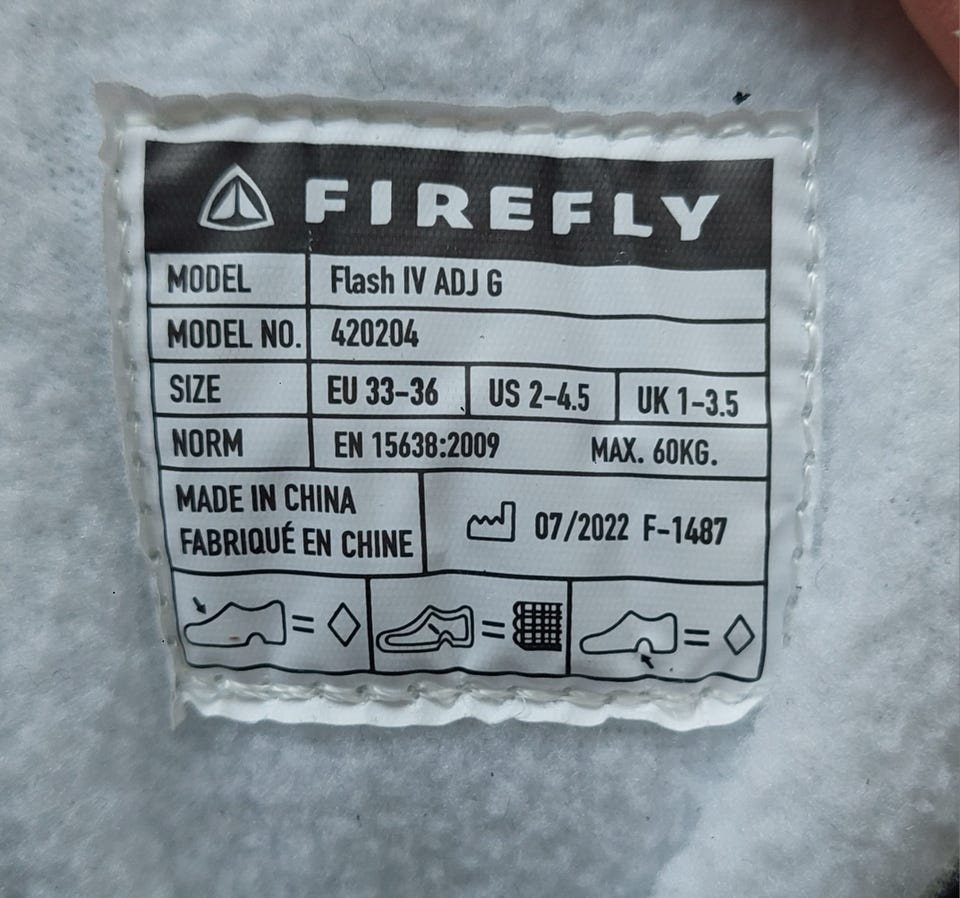 FIREFLY
MODEL Flash IV ADJ G
MODEL NO. 420204
SIZE EU 33-36 US 2-4.5 UK 1-3.5
NORM EN 15638:2009 MAX. 60KG.
MADE IN CHINA
FABRIQUÉ EN CHINE
07/2022 F-1487
= = =